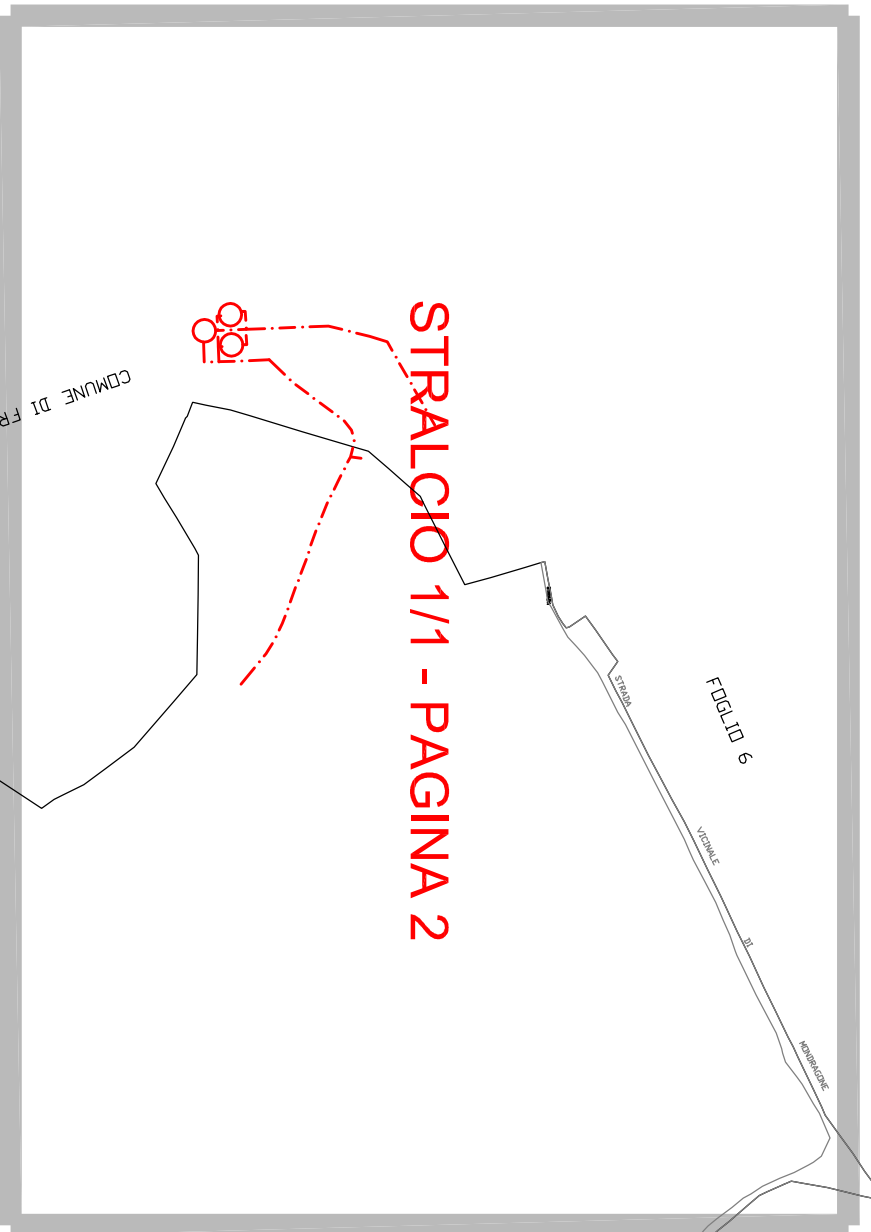 STRALCIO 1/1 - PAGINA 2
COMUNE DI FR
FOGLIO 6
STRADA
VICINALE
DI
MONDRAGONE